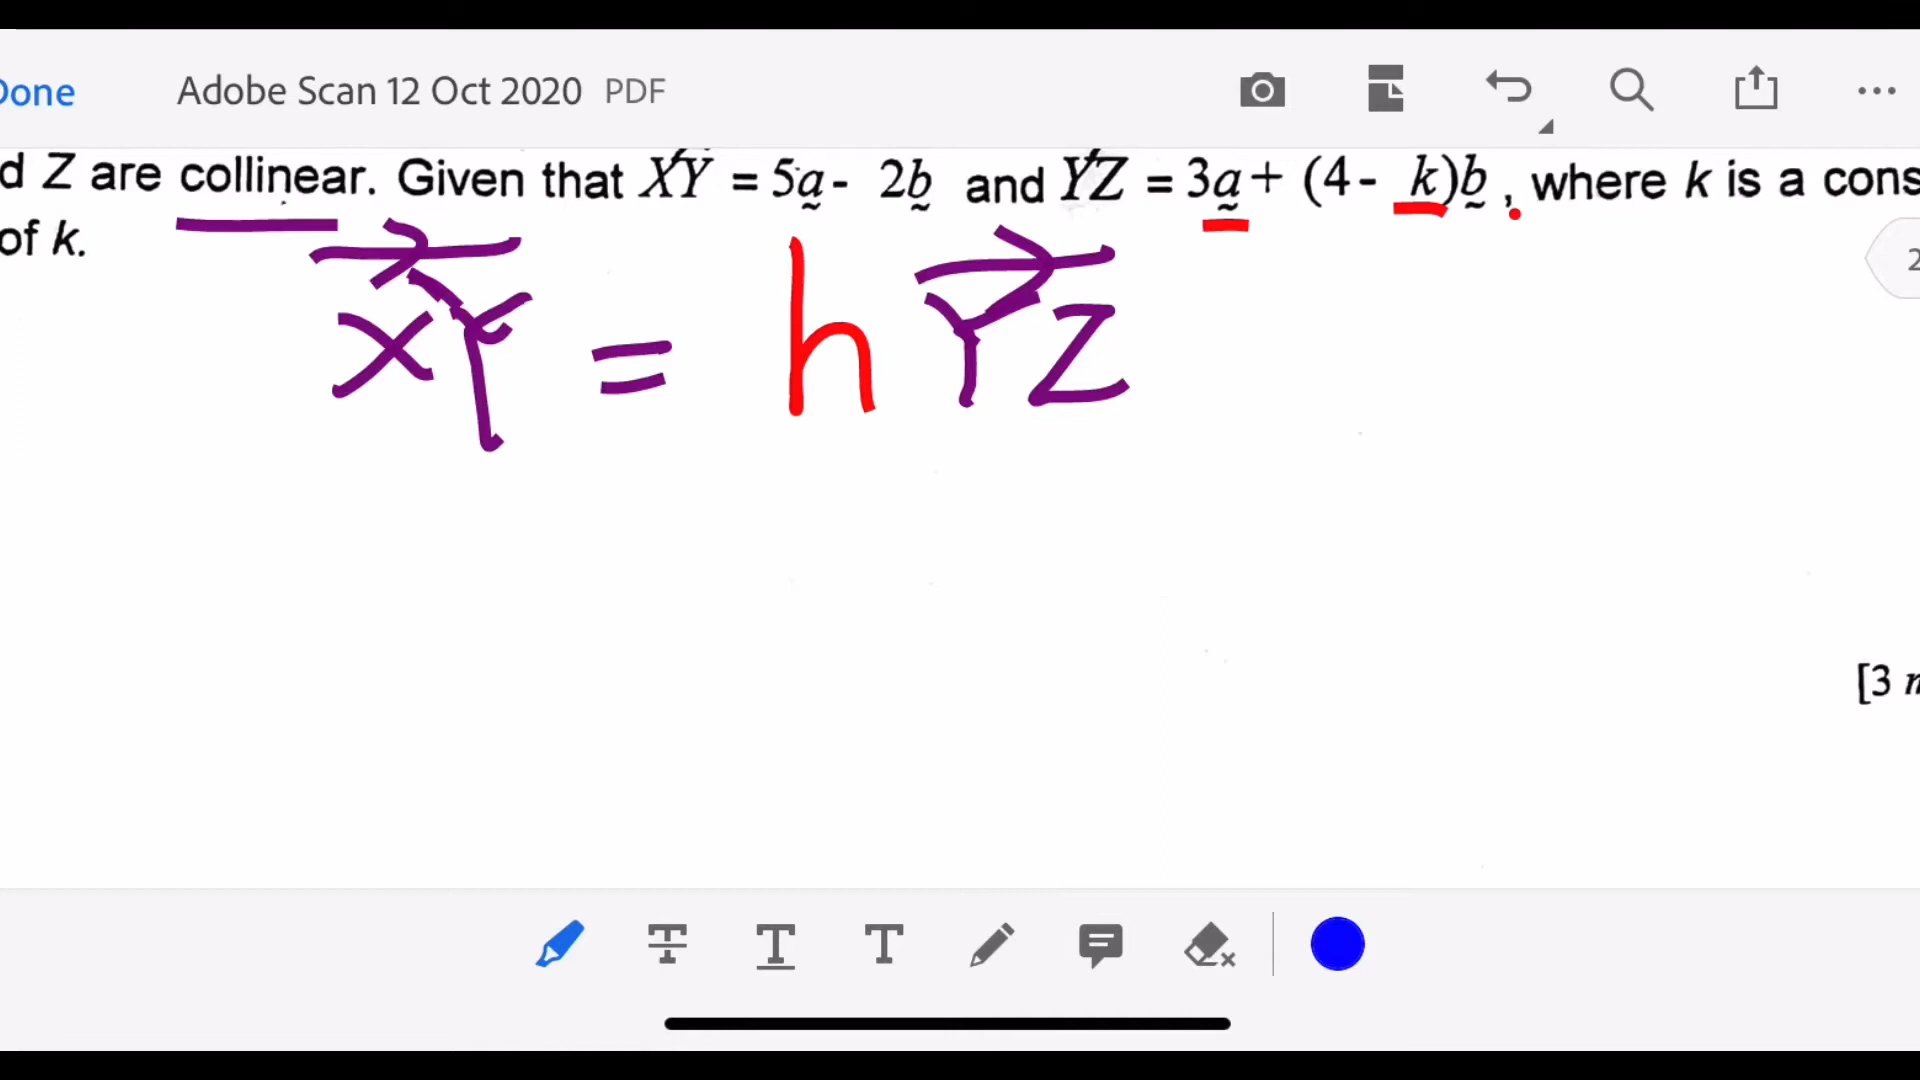 Done Adobe Scan 12 Oct 2020 PDF
d Z are collinear. Given that XY = 5a - 2b and YZ = 3a + (4 - k)b , where k is a cons
of k.
2
XY = h YZ
[3 m